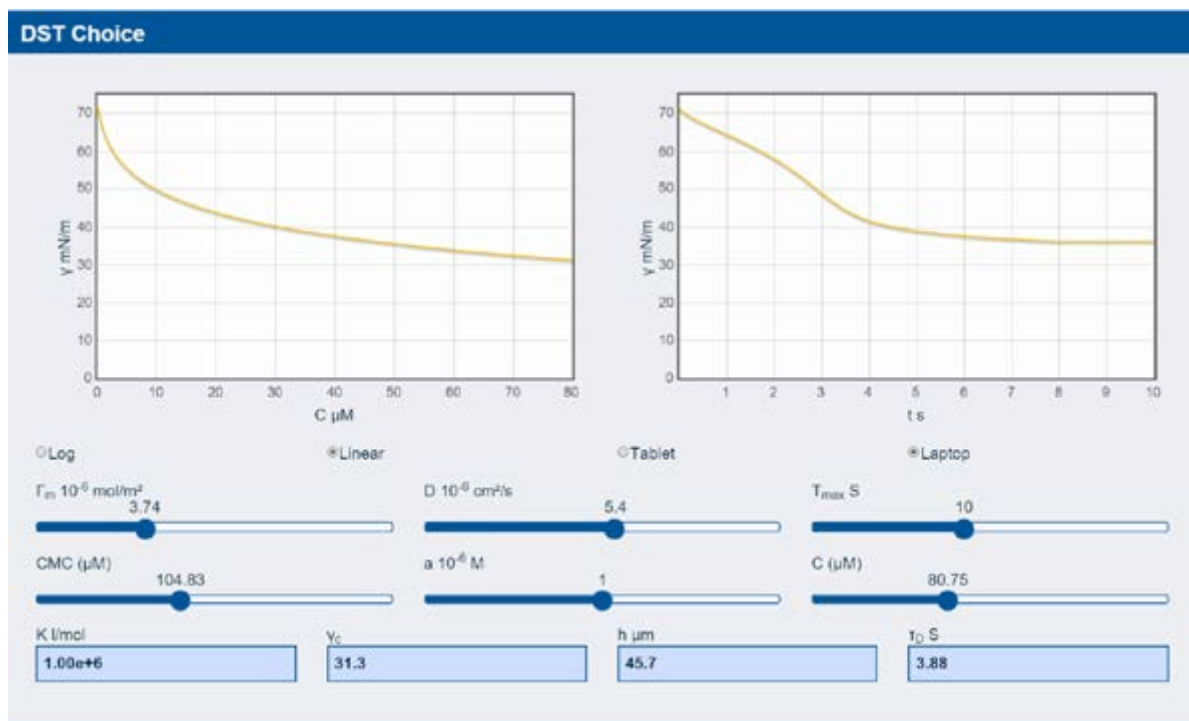 DST Choice
70
60
50
40
30
20
10
0
γ mN/m
0 10 20 30 40 50 60 70 80
C μM
70
60
50
40
30
20
10
0
γ mN/m
1 2 3 4 5 6 7 8 9 10
t s
Log Linear Tablet Laptop
Γm 10⁻⁶ mol/m² D 10⁻⁶ cm²/s Tmax S
3.74 5.4 10
CMC (μM) a 10⁻⁶ M C (μM)
104.83 1 80.75
K l/mol γc h μm τD S
1.00e+6 31.3 45.7 3.88